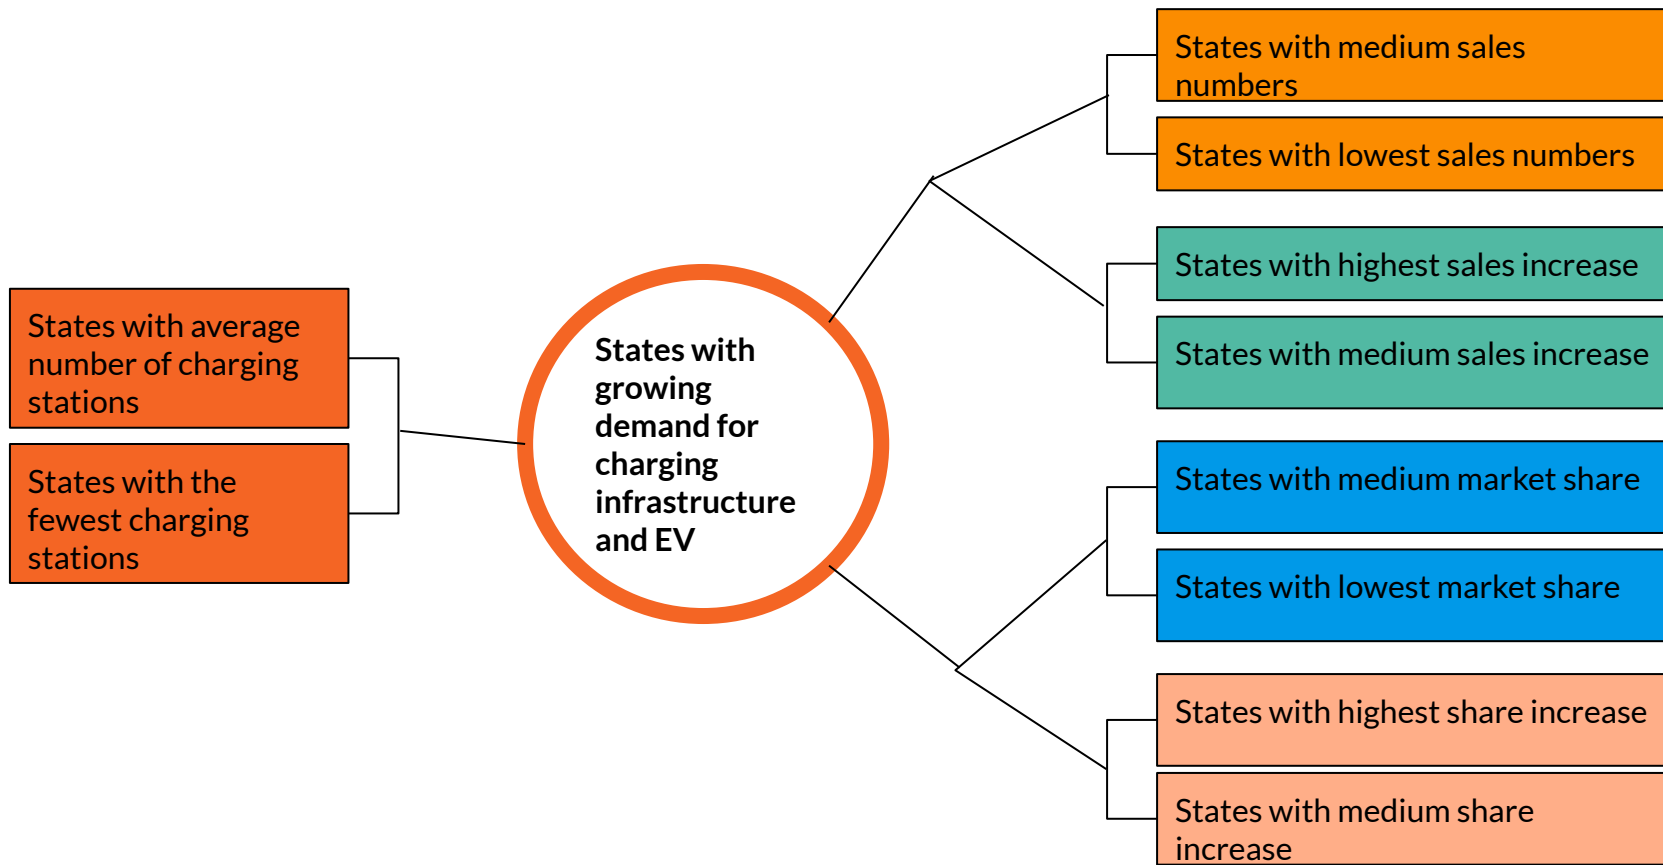 States with average
number of charging
stations
States with the
fewest charging
stations
States with
growing
demand for
charging
infrastructure
and EV
States with medium sales
numbers
States with lowest sales numbers
States with highest sales increase
States with medium sales increase
States with medium market share
States with lowest market share
States with highest share increase
States with medium share
increase